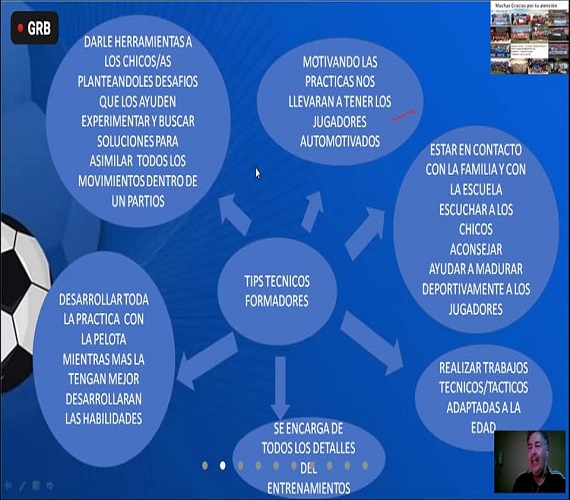 GRB
Muchas Gracias por tu atención
DARLE HERRAMIENTAS A
LOS CHICOS/AS
PLANTEANDOLES DESAFIOS
QUE LOS AYUDEN
EXPERIMENTAR Y BUSCAR
SOLUCIONES PARA
ASIMILAR TODOS LOS
MOVIMIENTOS DENTRO DE
UN PARTIOS
MOTIVANDO LAS
PRACTICAS NOS
LLEVARAN A TENER LOS
JUGADORES
AUTOMOTIVADOS
ESTAR EN CONTACTO
CON LA FAMILIA Y CON
LA ESCUELA
ESCUCHAR A LOS
CHICOS
ACONSEJAR
AYUDAR A MADURAR
DEPORTIVAMENTE A LOS
JUGADORES
TIPS TECNICOS
FORMADORES
DESARROLLAR TODA
LA PRACTICA CON
LA PELOTA
MIENTRAS MAS LA
TENGAN MEJOR
DESARROLLARAN
LAS HABILIDADES
REALIZAR TRABAJOS
TECNICOS/TACTICOS
ADAPTADAS A LA
EDAD
SE ENCARGA DE
TODOS LOS DETALLES
DEL
ENTRENAMIENTOS